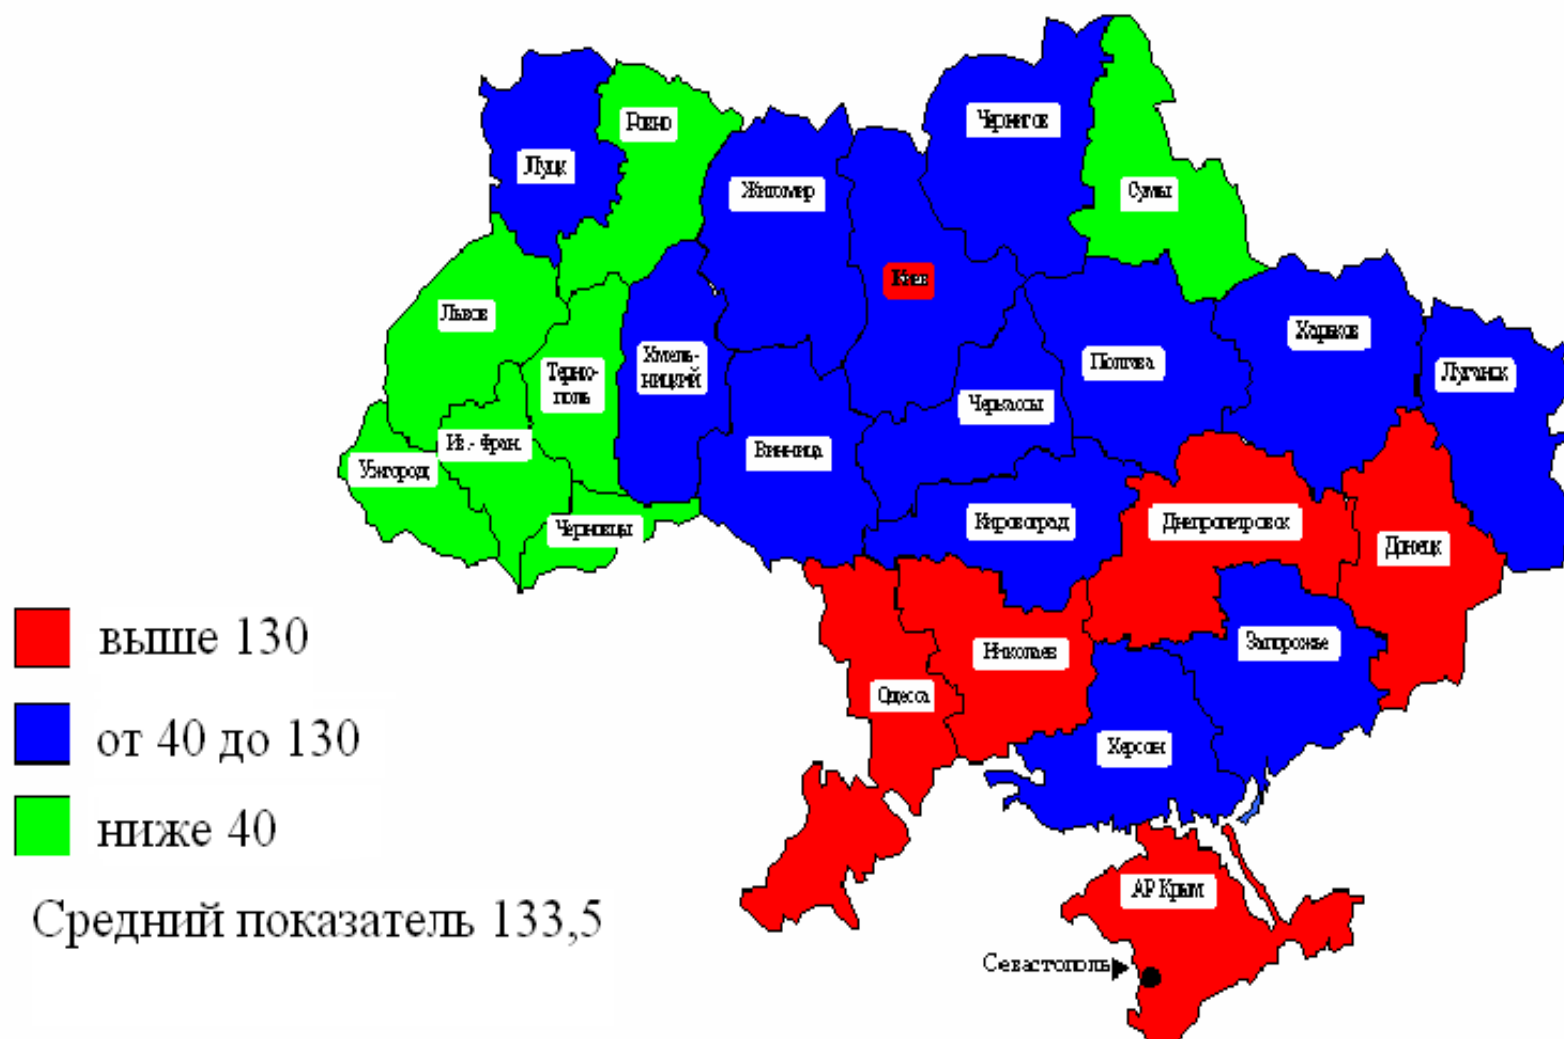 Чернигов
Ровно
Луцк
Житомир
Сумы
Киев
Львов
Харьков
Хмель-
ницкий
Полтава
Луганск
Терно-
поль
Черкассы
Ив.- Фран.
Винница
Ужгород
Черновцы
Кировоград
Днепропетровск
Донецк
выше 130
Николаев
Запорожье
Одесса
от 40 до 130
Херсон
ниже 40
АР Крым
Средний показатель 133,5
Севастополь